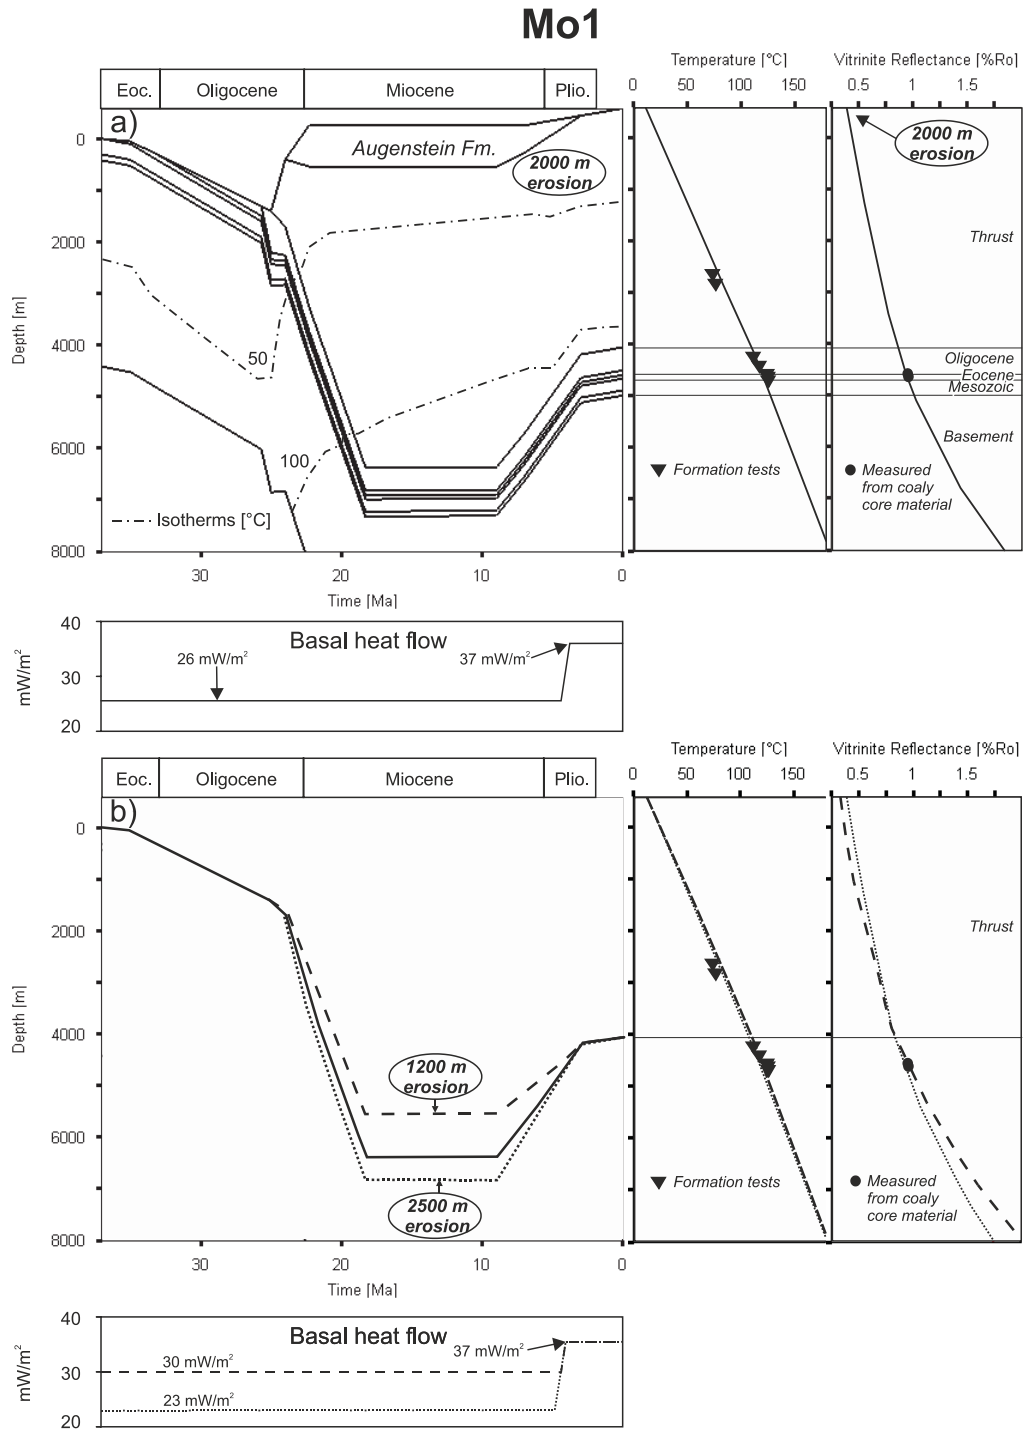 Mo1
Temperature [°C]
Vitrinite Reflectance [%Ro]
0 50 100 150
0.5 1 1.5
Eoc. Oligocene Miocene Plio.
a)
Augenstein Fm.
2000 m
erosion
2000 m
erosion
Thrust
Oligocene
Eocene
Mesozoic
Basement
50
100
Isotherms [°C]
Formation tests
Measured
from coaly
core material
Depth [m]
0
2000
4000
6000
8000
30 20 10 0
Time [Ma]
Basal heat flow
26 mW/m²
37 mW/m²
mW/m²
40
30
20
Temperature [°C]
Vitrinite Reflectance [%Ro]
0 50 100 150
0.5 1 1.5
Eoc. Oligocene Miocene Plio.
b)
Thrust
1200 m
erosion
2500 m
erosion
Formation tests
Measured
from coaly
core material
Depth [m]
0
2000
4000
6000
8000
30 20 10 0
Time [Ma]
Basal heat flow
37 mW/m²
30 mW/m²
23 mW/m²
mW/m²
40
30
20